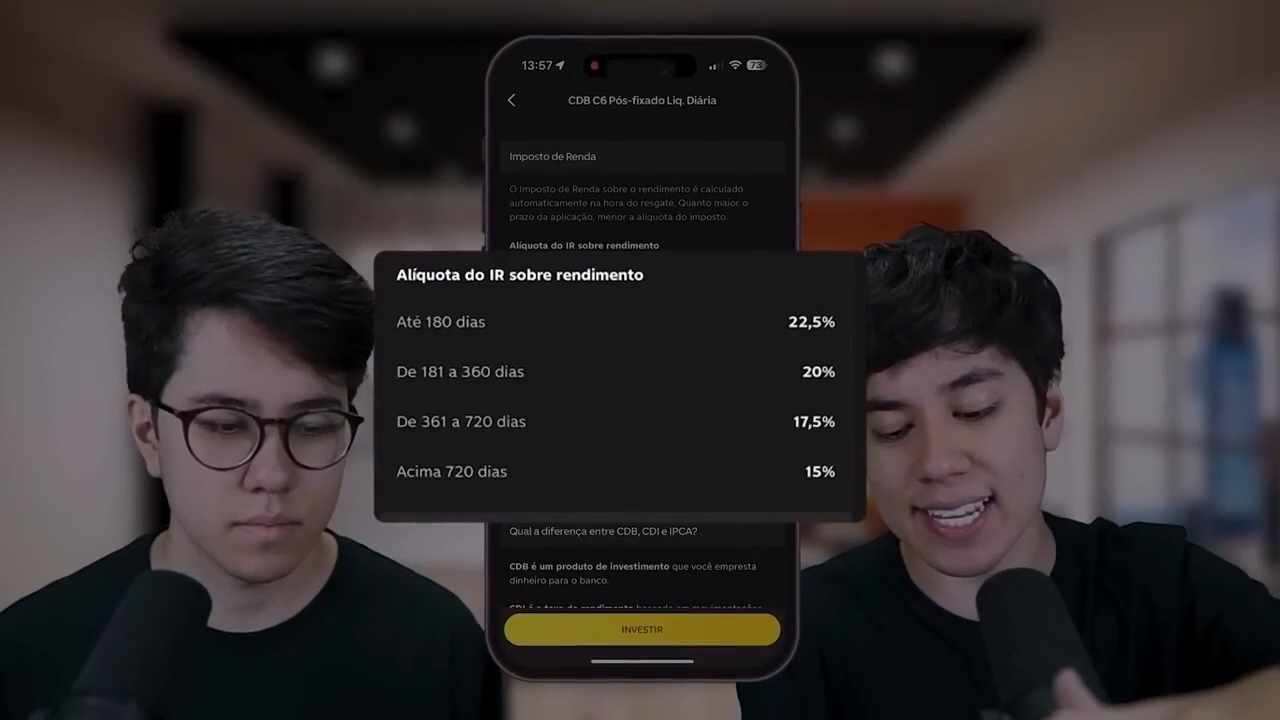 13:57
73
CDB C6 Pós-fixado Liq. Diária
Imposto de Renda
O Imposto de Renda sobre o rendimento é calculado
automaticamente na hora do resgate. Quanto maior o
prazo da aplicação, menor a alíquota do imposto.
Alíquota do IR sobre rendimento
Alíquota do IR sobre rendimento
Até 180 dias 22,5%
De 181 a 360 dias 20%
De 361 a 720 dias 17,5%
Acima 720 dias 15%
Qual a diferença entre CDB, CDI e IPCA?
CDB é um produto de investimento que você empresta
dinheiro para o banco.
INVESTIR